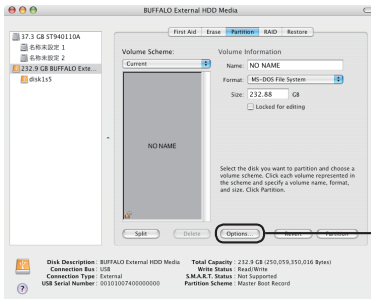 BUFFALO External HDD Media
First Aid Erase Partition RAID Restore
37.3 GB ST940110A
名称未設定 1
名称未設定 2
232.9 GB BUFFALO Exte...
disk1s5
Volume Scheme:
Current
NO NAME
Volume Information
Name: NO NAME
Format: MS-DOS File System
Size: 232.88 GB
Locked for editing
Select the disk you want to partition and choose a
volume scheme. Click each volume represented in
the scheme and specify a volume name, format,
and size. Click Partition.
Split Delete Options... Revert Partition
Disk Description : BUFFALO External HDD Media
Connection Bus : USB
Connection Type : External
USB Serial Number : 00101007400000000
Total Capacity : 232.9 GB (250,059,350,016 Bytes)
Write Status : Read/Write
S.M.A.R.T. Status : Not Supported
Partition Scheme : Master Boot Record
?